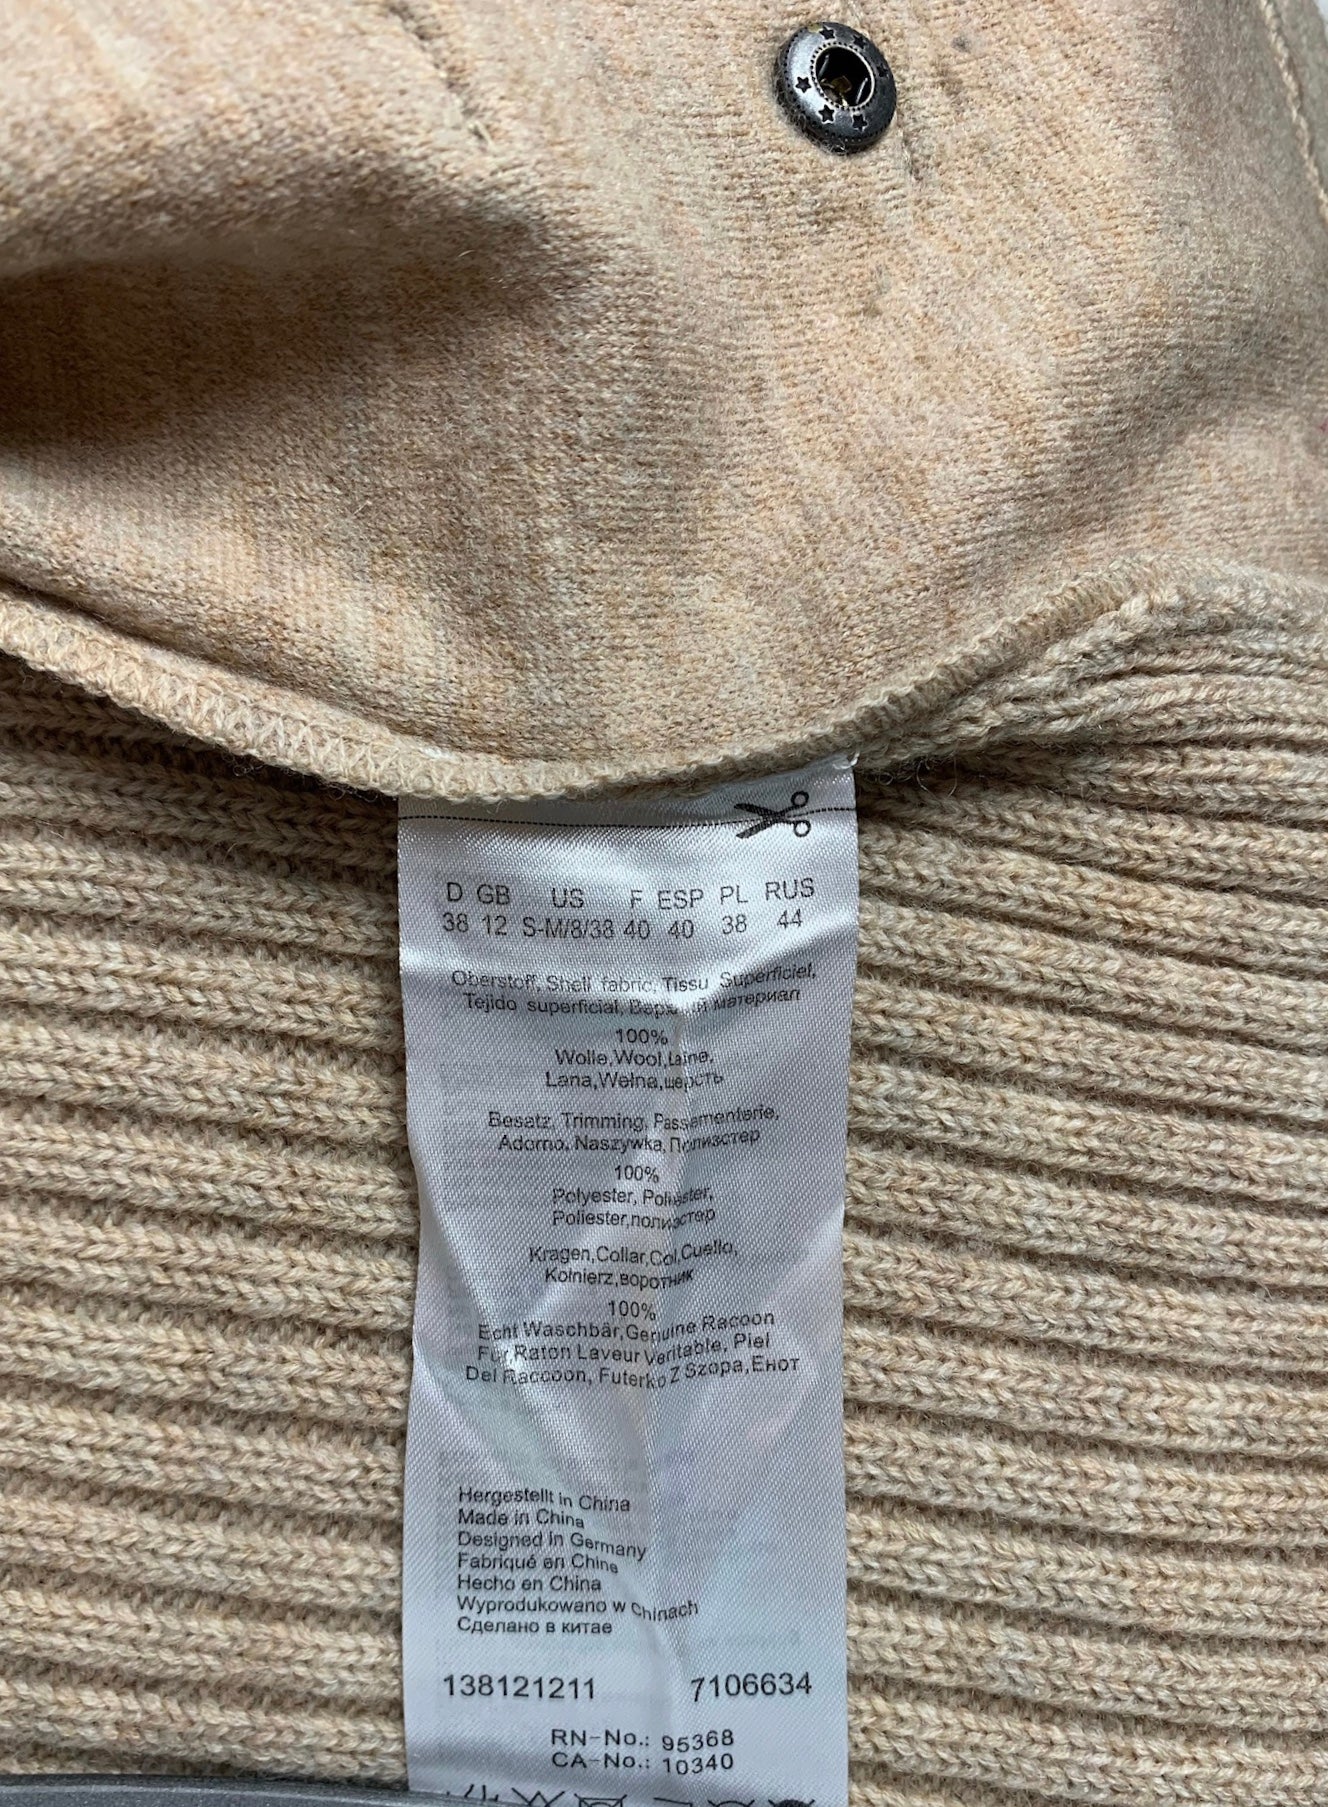 D GB US F ESP PL RUS
38 12 S-M/8/38 40 40 38 44
Oberstoff, Shell fabric, Tissu Superficiel,
Tejido superficial, материал
100%
Wolle,Wool,Laine,
Lana,Wełna,шерсть
Besatz, Trimming, Passementerie,
Adorno, Naszywka,Полиэстер
100%
Polyester, Poliester,
Poliester,полиэстер
Kragen,Collar,Col,Cuello,
Kołnierz,воротник
100%
Echt Waschbär,Genuine Racoon
Fur,Raton Laveur Veritable, Piel
Del Raccoon, Futerko Z Szopa,Енот
Hergestellt in China
Made in China
Designed in Germany
Fabriqué en Chine
Hecho en China
Wyprodukowano w Chinach
Сделано в китае
138121211 7106634
RN-No.: 95368
CA-No.: 10340